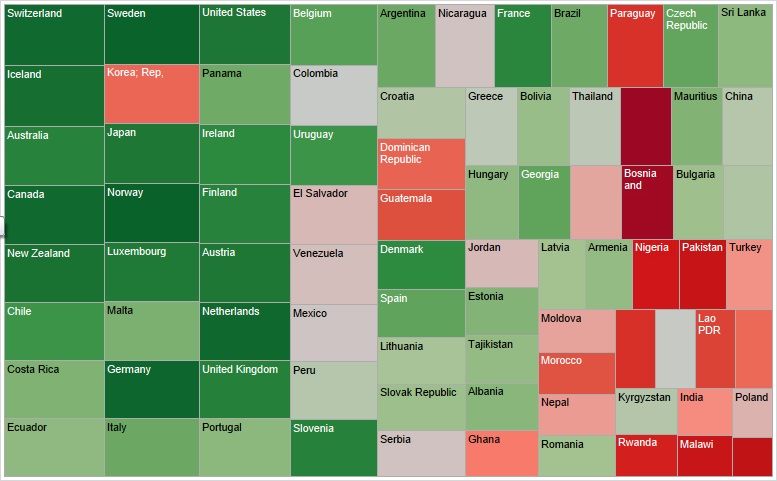 Switzerland
Sweden
United States
Belgium
Argentina
Nicaragua
France
Brazil
Paraguay
Czech
Republic
Sri Lanka
Iceland
Korea; Rep,
Panama
Colombia
Croatia
Greece
Bolivia
Thailand
Mauritius
China
Australia
Japan
Ireland
Uruguay
Dominican
Republic
Hungary
Georgia
Bosnia
and
Bulgaria
Canada
Norway
Finland
El Salvador
Guatemala
New Zealand
Luxembourg
Austria
Venezuela
Denmark
Jordan
Latvia
Armenia
Nigeria
Pakistan
Turkey
Chile
Malta
Netherlands
Mexico
Spain
Estonia
Moldova
Lao
PDR
Lithuania
Tajikistan
Morocco
Costa Rica
Germany
United Kingdom
Peru
Slovak Republic
Albania
Nepal
Kyrgyzstan
India
Poland
Ecuador
Italy
Portugal
Slovenia
Serbia
Ghana
Romania
Rwanda
Malawi